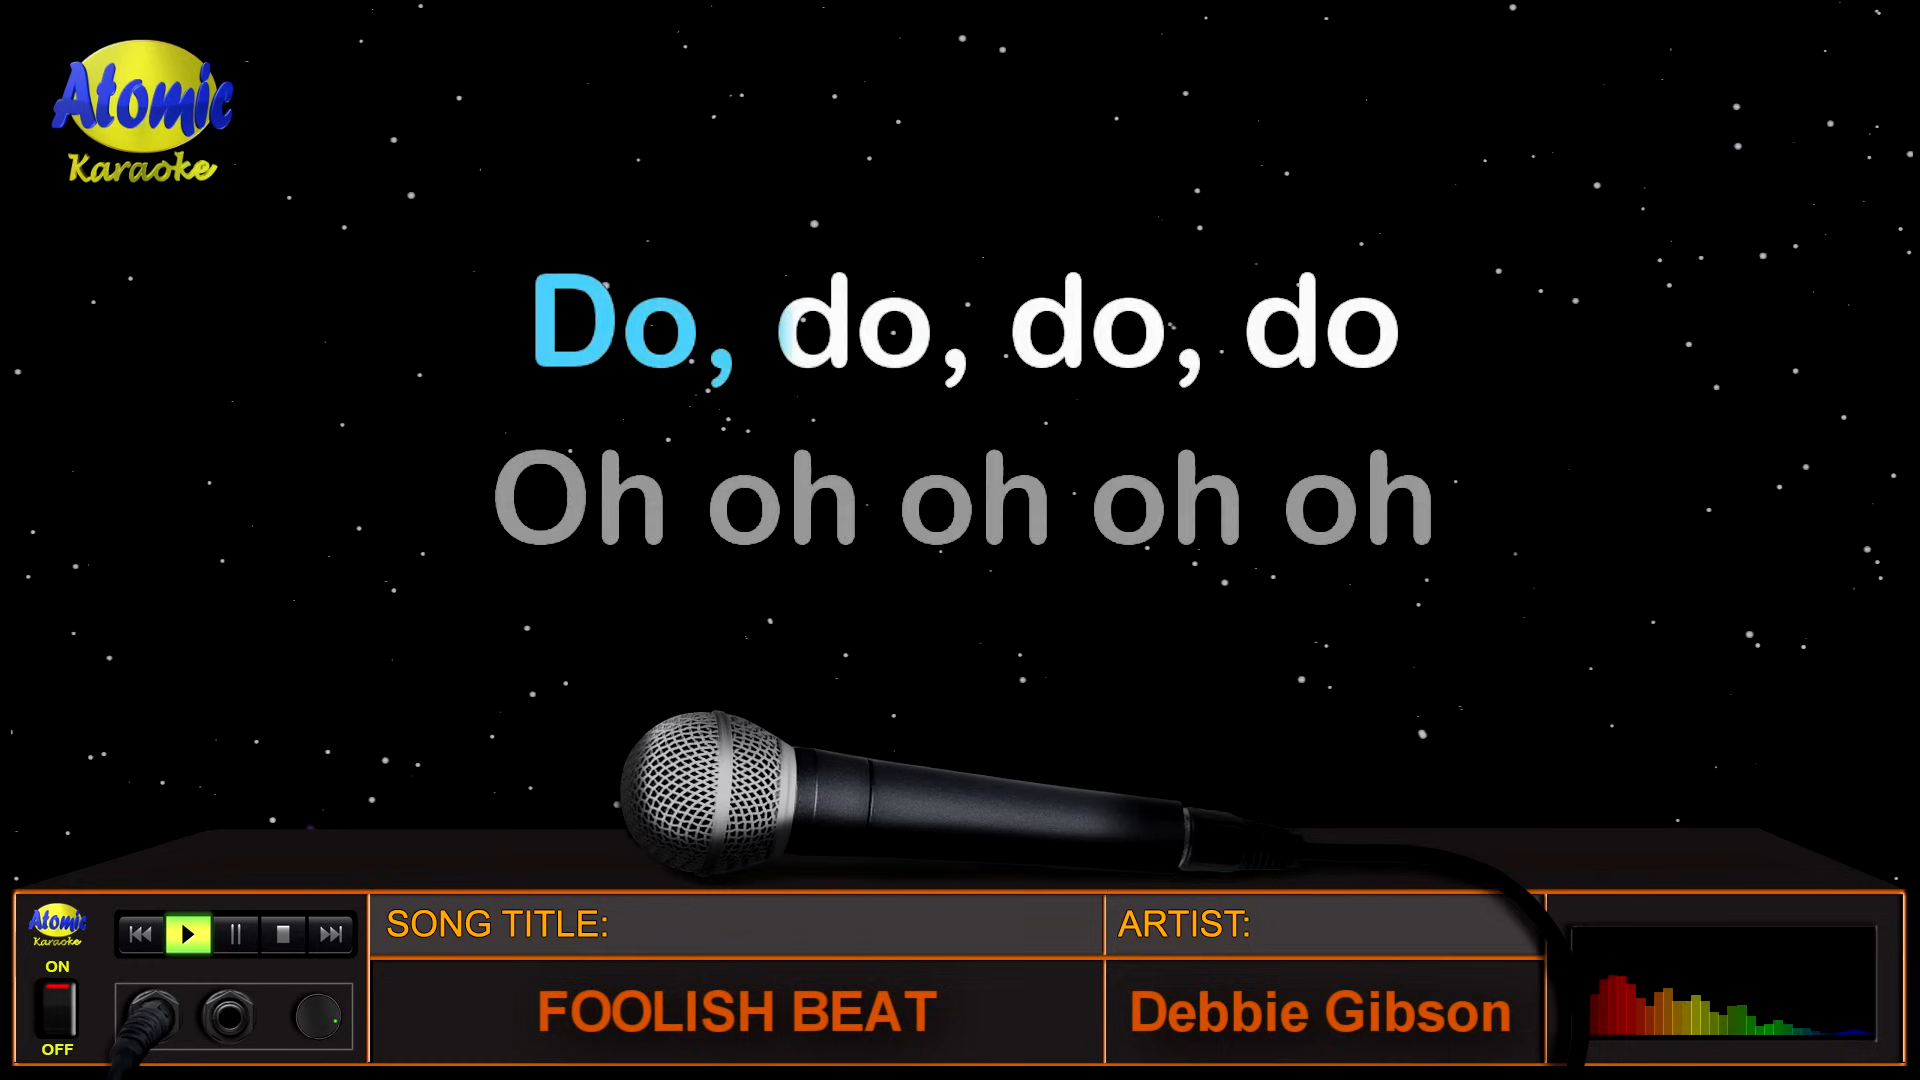 Atomic
Karaoke
Do, do, do, do
Oh oh oh oh oh
Atomic
Karaoke
ON
OFF
SONG TITLE:
ARTIST:
FOOLISH BEAT
Debbie Gibson